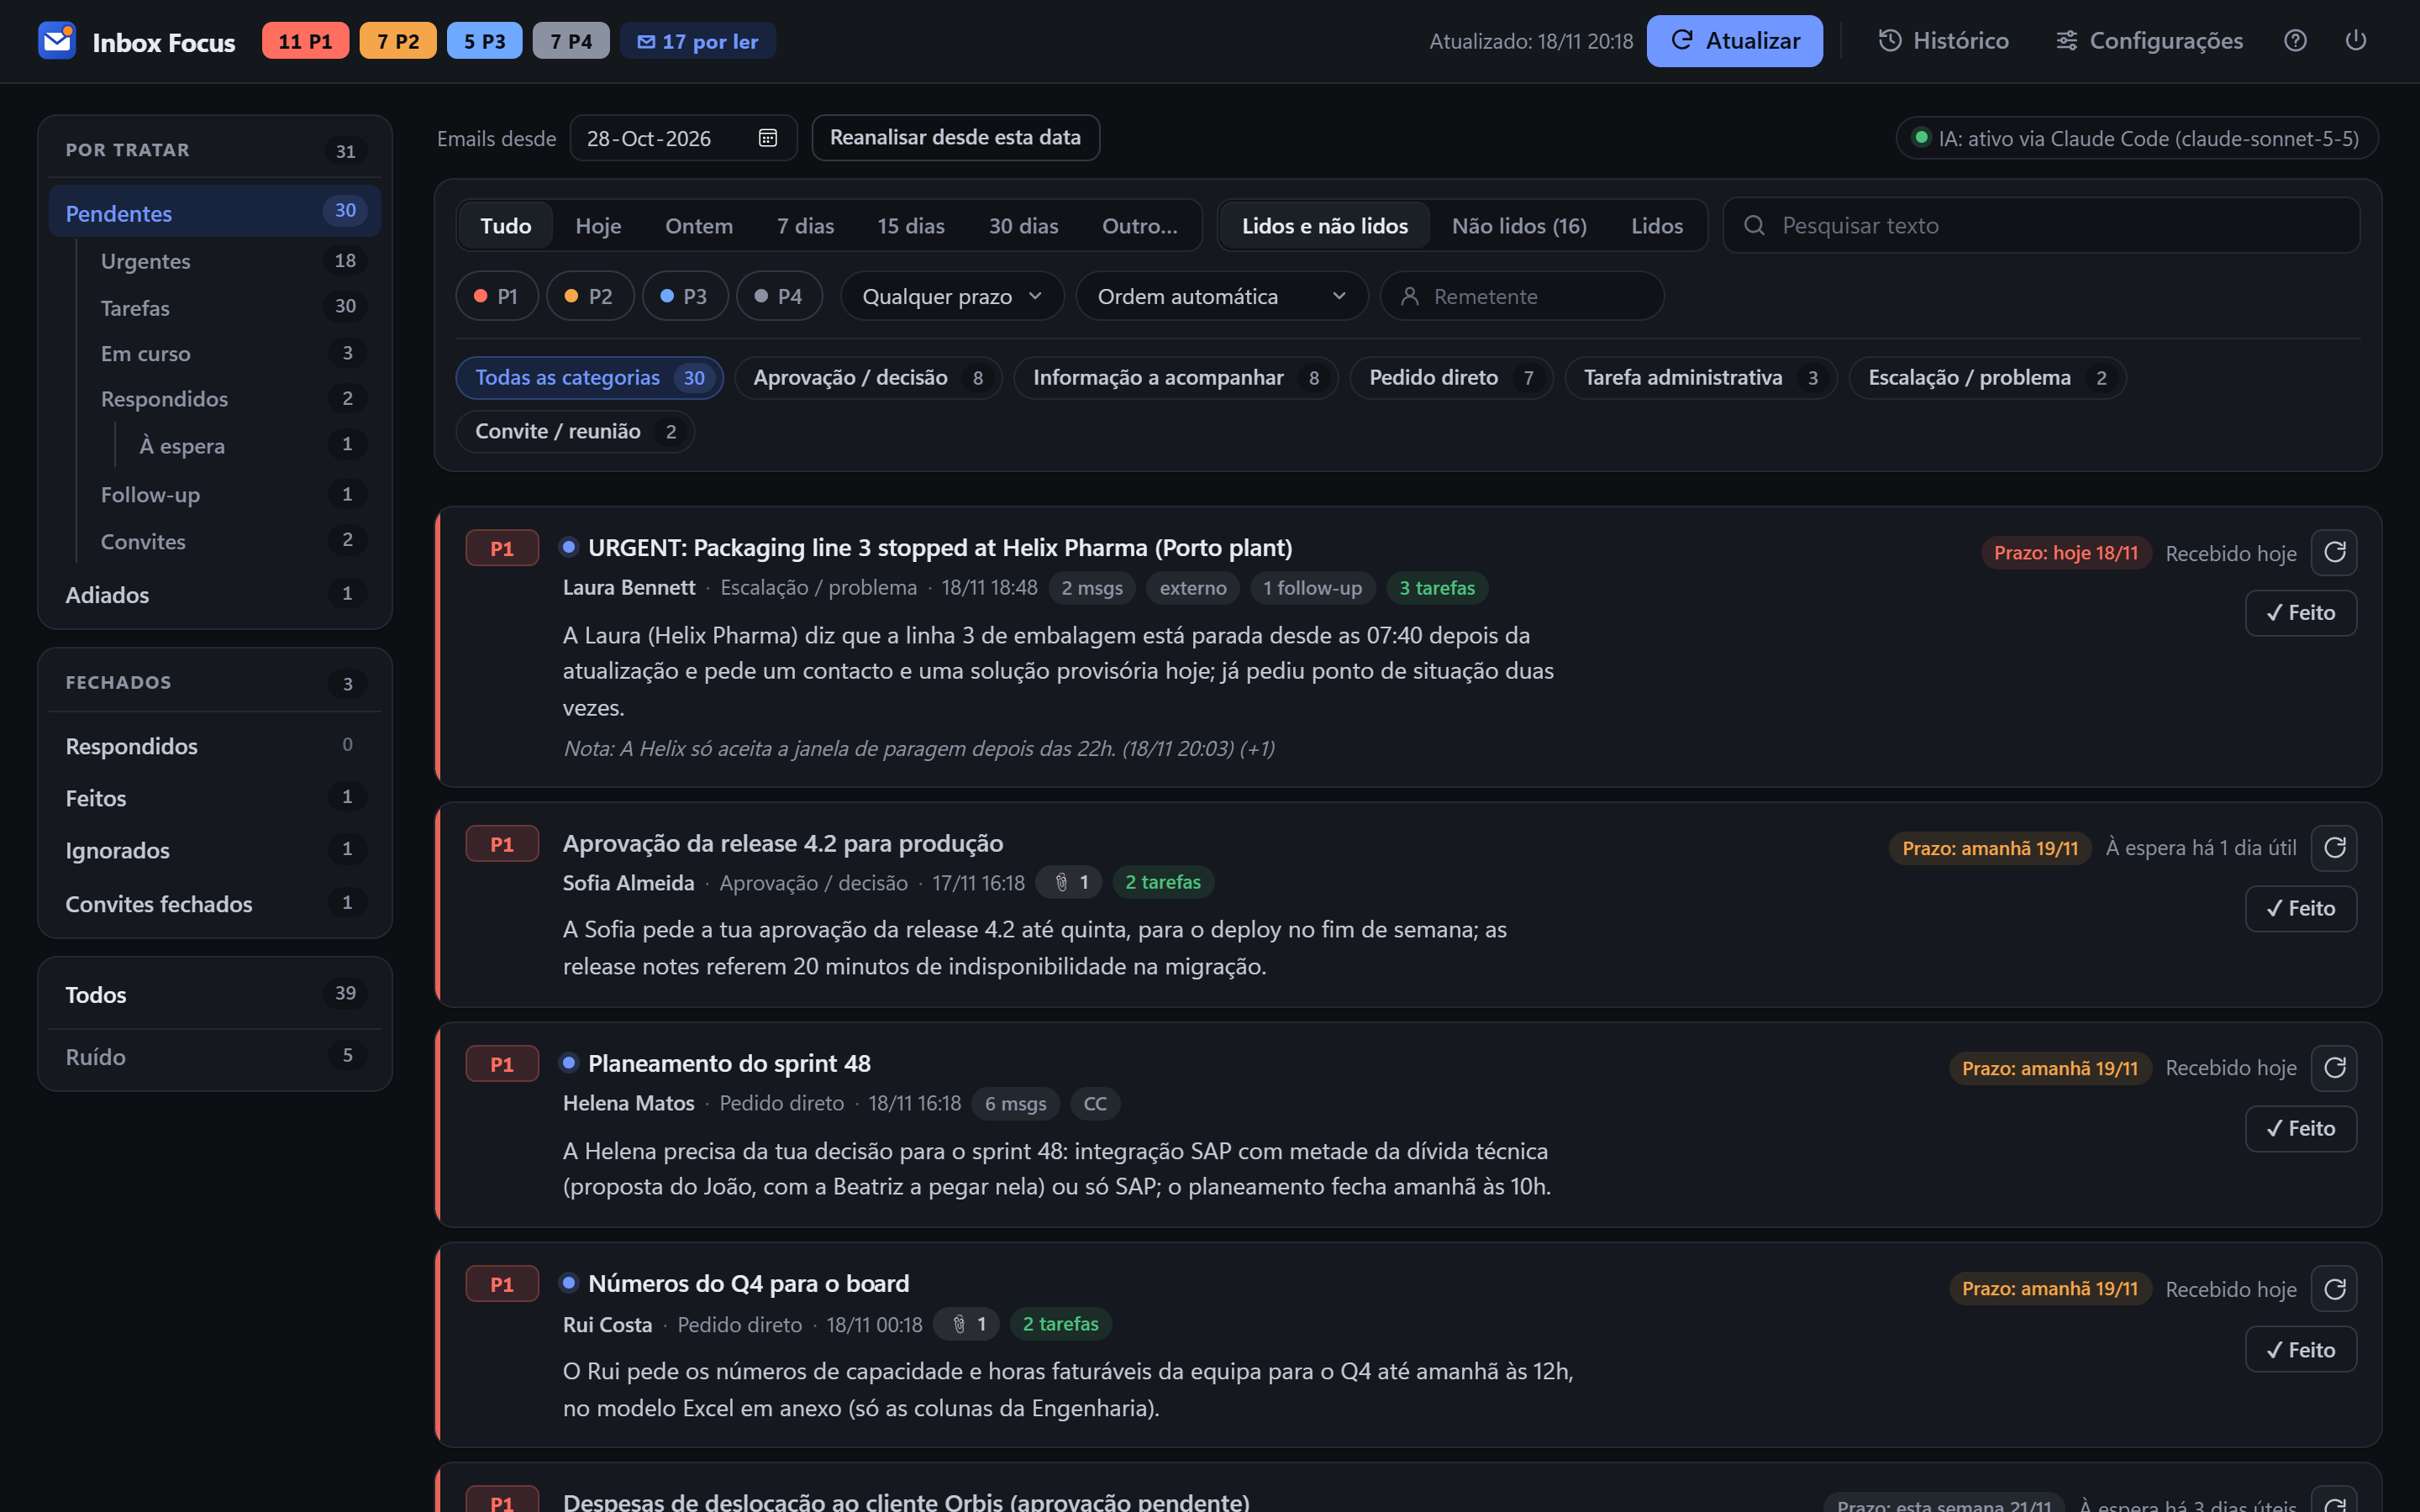 Inbox Focus 11 P1 7 P2 5 P3 7 P4 17 por ler Atualizado: 18/11 20:18 Atualizar Histórico Configurações
POR TRATAR 31
Pendentes 30
Urgentes 18
Tarefas 30
Em curso 3
Respondidos 2
À espera 1
Follow-up 1
Convites 2
Adiados 1
FECHADOS 3
Respondidos 0
Feitos 1
Ignorados 1
Convites fechados 1
Todos 39
Ruído 5
Emails desde 28-Oct-2026 Reanalisar desde esta data IA: ativo via Claude Code (claude-sonnet-5-5)
Tudo Hoje Ontem 7 dias 15 dias 30 dias Outro... Lidos e não lidos Não lidos (16) Lidos Pesquisar texto
P1 P2 P3 P4 Qualquer prazo Ordem automática Remetente
Todas as categorias 30 Aprovação / decisão 8 Informação a acompanhar 8 Pedido direto 7 Tarefa administrativa 3 Escalação / problema 2
Convite / reunião 2
P1 URGENT: Packaging line 3 stopped at Helix Pharma (Porto plant) Prazo: hoje 18/11 Recebido hoje
Laura Bennett · Escalação / problema · 18/11 18:48 2 msgs externo 1 follow-up 3 tarefas
✓ Feito
A Laura (Helix Pharma) diz que a linha 3 de embalagem está parada desde as 07:40 depois da
atualização e pede um contacto e uma solução provisória hoje; já pediu ponto de situação duas
vezes.
Nota: A Helix só aceita a janela de paragem depois das 22h. (18/11 20:03) (+1)
P1 Aprovação da release 4.2 para produção Prazo: amanhã 19/11 À espera há 1 dia útil
Sofia Almeida · Aprovação / decisão · 17/11 16:18 1 2 tarefas
✓ Feito
A Sofia pede a tua aprovação da release 4.2 até quinta, para o deploy no fim de semana; as
release notes referem 20 minutos de indisponibilidade na migração.
P1 Planeamento do sprint 48 Prazo: amanhã 19/11 Recebido hoje
Helena Matos · Pedido direto · 18/11 16:18 6 msgs CC
✓ Feito
A Helena precisa da tua decisão para o sprint 48: integração SAP com metade da dívida técnica
(proposta do João, com a Beatriz a pegar nela) ou só SAP; o planeamento fecha amanhã às 10h.
P1 Números do Q4 para o board Prazo: amanhã 19/11 Recebido hoje
Rui Costa · Pedido direto · 18/11 00:18 1 2 tarefas
✓ Feito
O Rui pede os números de capacidade e horas faturáveis da equipa para o Q4 até amanhã às 12h,
no modelo Excel em anexo (só as colunas da Engenharia).
P1 Despesas de deslocação ao cliente Orbis (aprovação pendente) Prazo: esta semana 21/11 À espera há 3 dias úteis